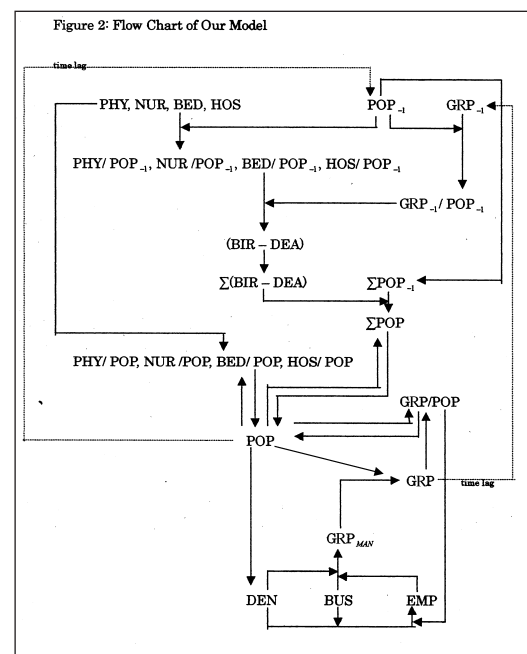 Figure 2: Flow Chart of Our Model
time lag
PHY, NUR, BED, HOS POP₋₁ GRP₋₁
PHY/ POP₋₁, NUR /POP₋₁, BED/ POP₋₁, HOS/ POP₋₁
GRP₋₁/ POP₋₁
(BIR – DEA)
∑(BIR – DEA) ∑POP₋₁
∑POP
PHY/ POP, NUR /POP, BED/ POP, HOS/ POP
GRP/POP
POP
GRP time lag
GRP MAN
DEN BUS EMP